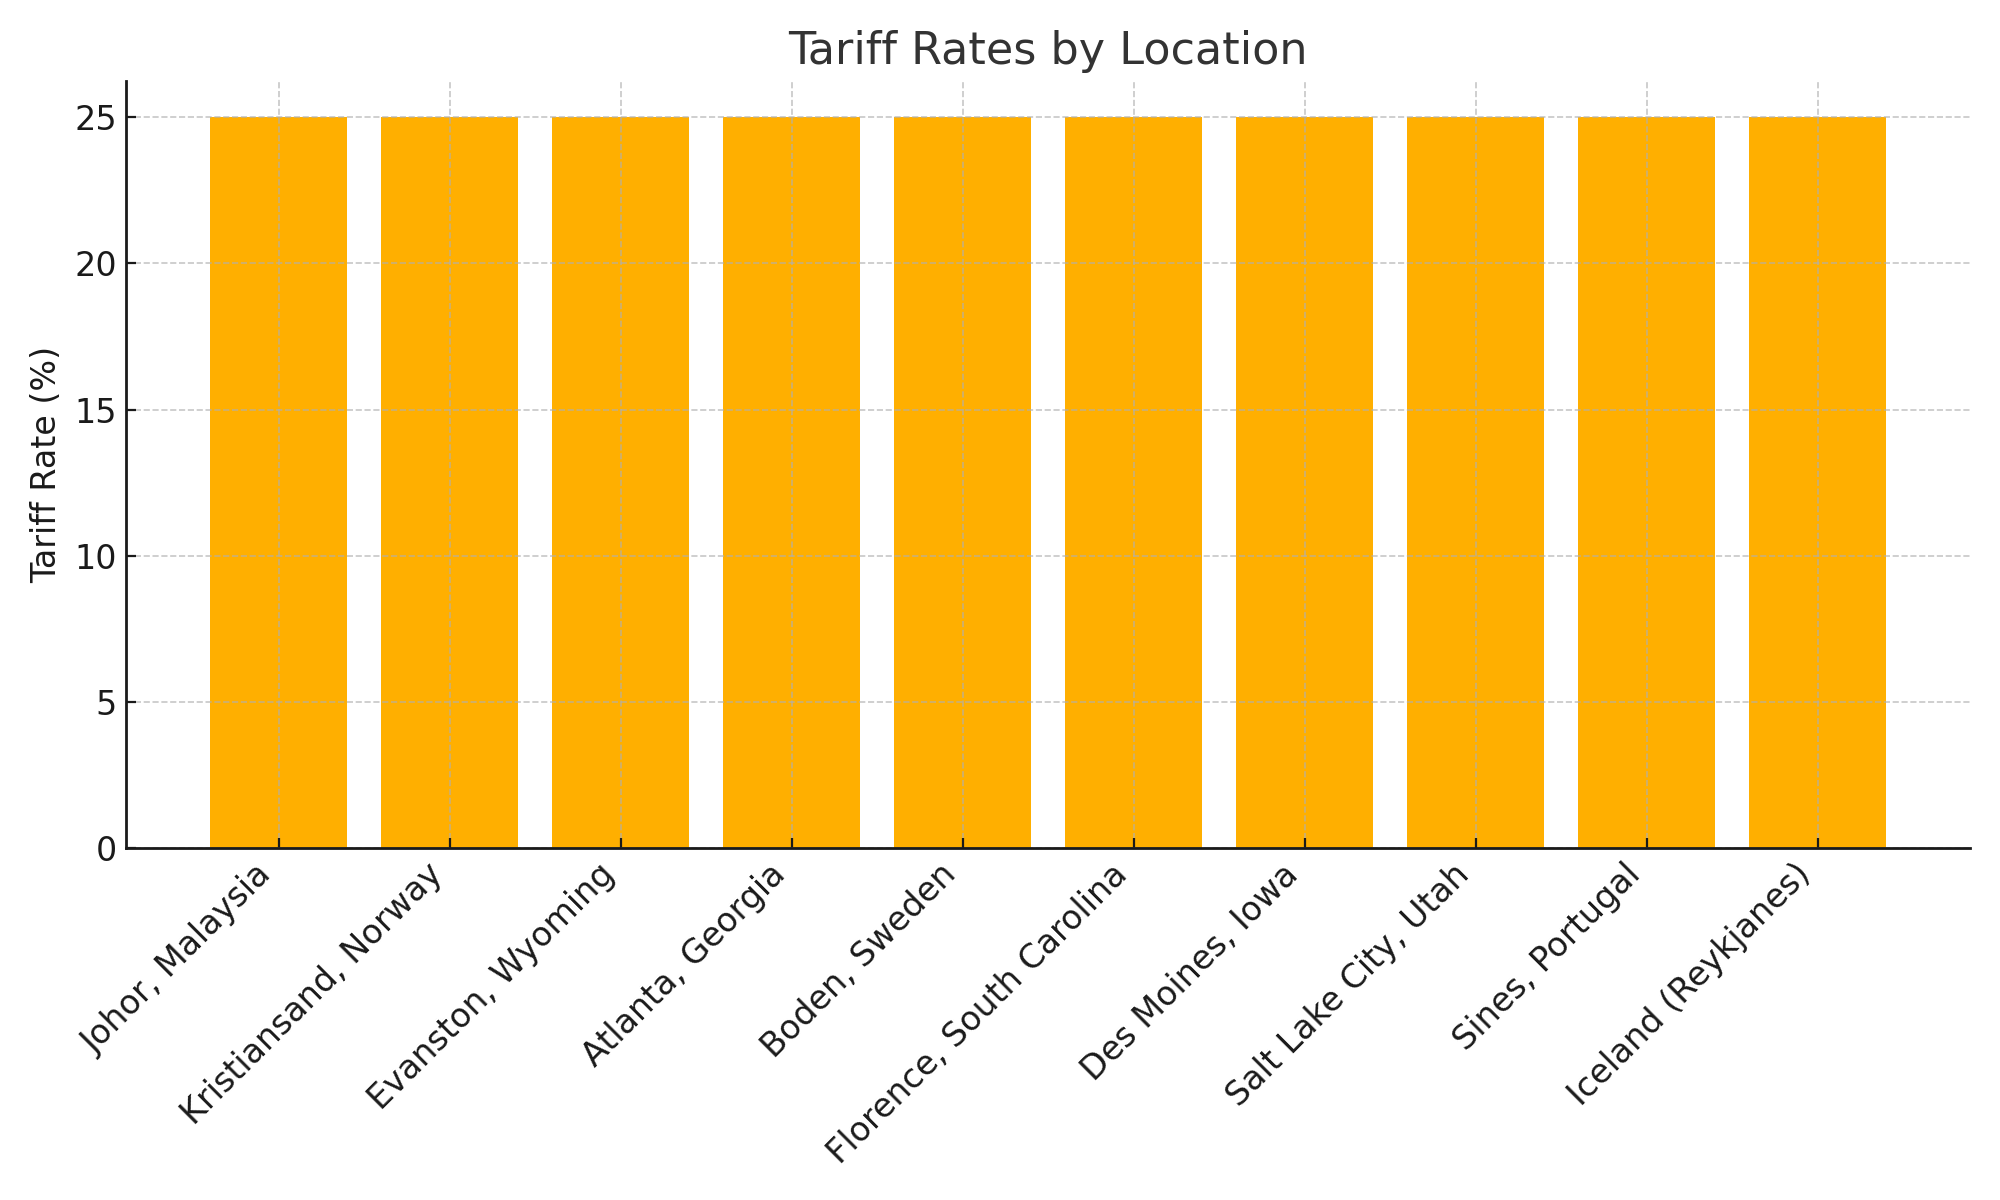 Tariff Rates by Location
Tariff Rate (%)
25
20
15
10
5
0
Johor, Malaysia
Kristiansand, Norway
Evanston, Wyoming
Atlanta, Georgia
Boden, Sweden
Florence, South Carolina
Des Moines, Iowa
Salt Lake City, Utah
Sines, Portugal
Iceland (Reykjanes)